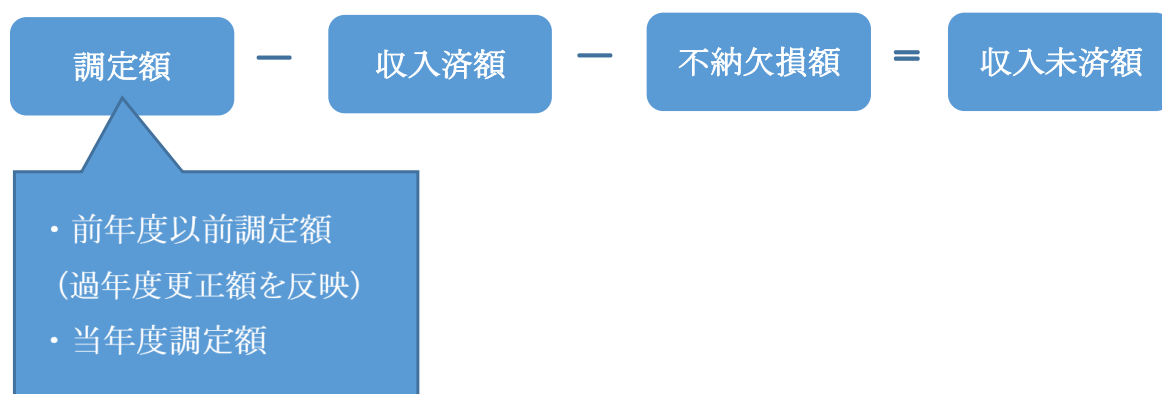 調定額 － 収入済額 － 不納欠損額 ＝ 収入未済額
・前年度以前調定額
（過年度更正額を反映）
・当年度調定額